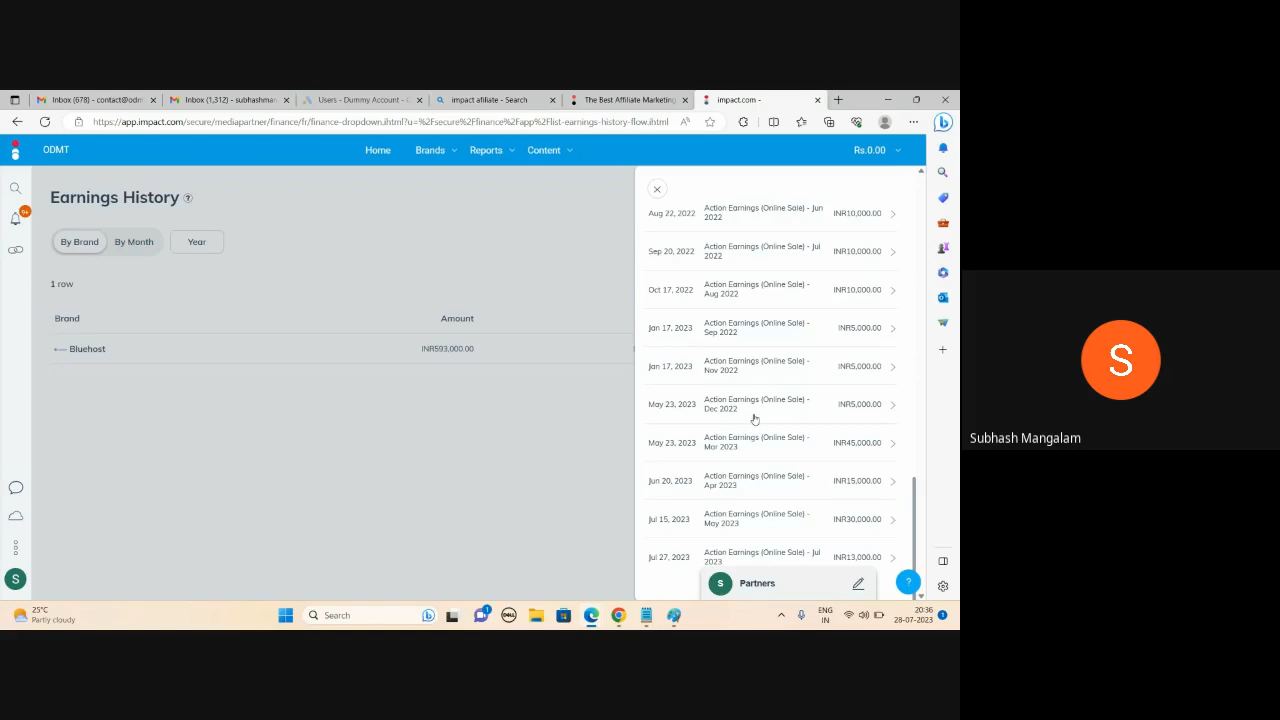 Inbox (678) - contact@odm
Inbox (1,312) - subhashman
Users - Dummy Account - G
impact afiliate - Search
The Best Affiliate Marketing
impact.com -
https://app.impact.com/secure/mediapartner/finance/fr/finance-dropdown.ihtml?u=%2Fsecure%2Ffinance%2Fapp%2Flist-earnings-history-flow.ihtml
ODMT
Home
Brands
Reports
Content
Rs.0.00
9+
Earnings History ?
By Brand
By Month
Year
1 row
Brand
Amount
Bluehost
INR593,000.00
Aug 22, 2022
Action Earnings (Online Sale) - Jun
2022
INR10,000.00
Sep 20, 2022
Action Earnings (Online Sale) - Jul
2022
INR10,000.00
Oct 17, 2022
Action Earnings (Online Sale) -
Aug 2022
INR10,000.00
Jan 17, 2023
Action Earnings (Online Sale) -
Sep 2022
INR5,000.00
Jan 17, 2023
Action Earnings (Online Sale) -
Nov 2022
INR5,000.00
May 23, 2023
Action Earnings (Online Sale) -
Dec 2022
INR5,000.00
May 23, 2023
Action Earnings (Online Sale) -
Mar 2023
INR45,000.00
Jun 20, 2023
Action Earnings (Online Sale) -
Apr 2023
INR15,000.00
Jul 15, 2023
Action Earnings (Online Sale) -
May 2023
INR30,000.00
Jul 27, 2023
Action Earnings (Online Sale) - Jul
2023
INR13,000.00
S
S
Partners
?
25°C
Partly cloudy
Search
1
DELL
ENG
IN
20:36
28-07-2023
1
S
Subhash Mangalam